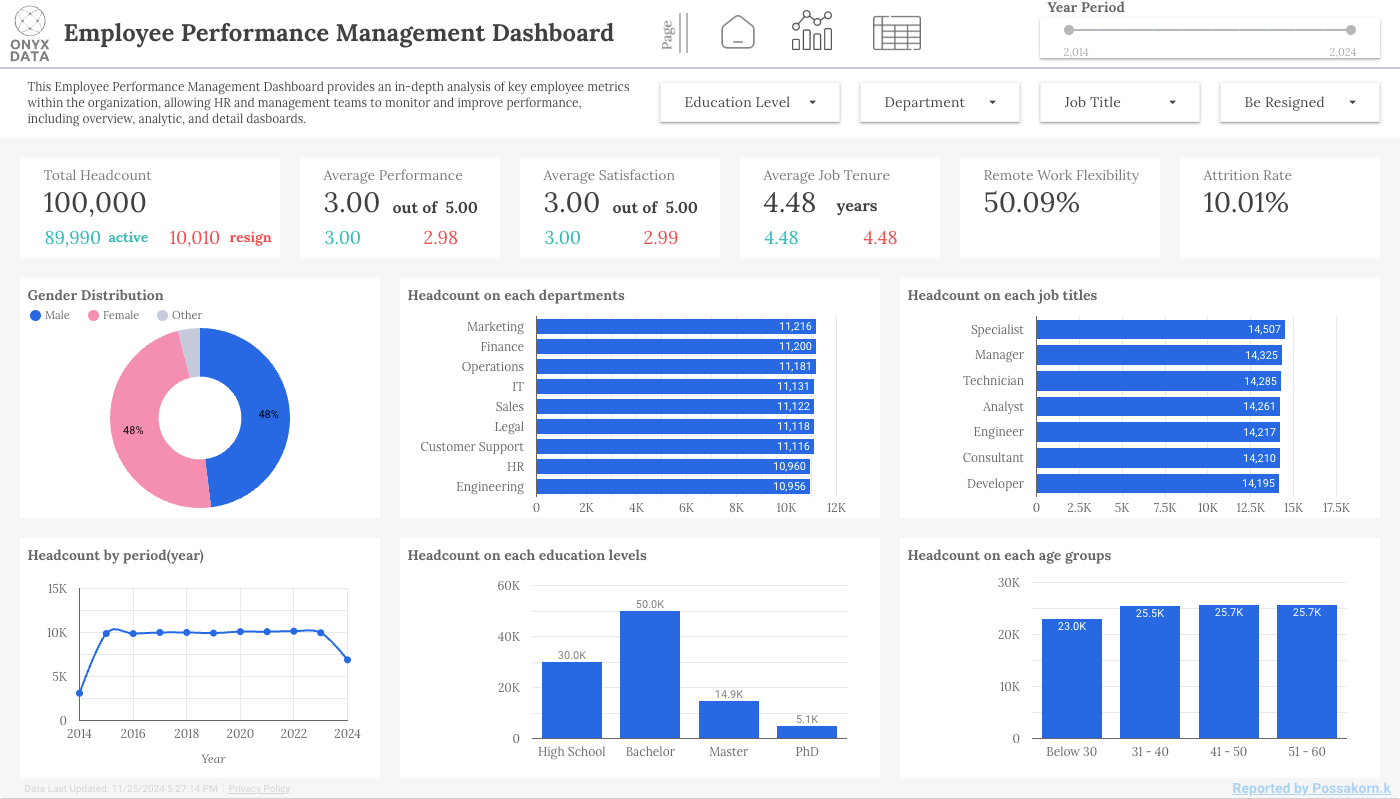 ONYX
DATA
Employee Performance Management Dashboard
Page
Year Period
2,014
2,024
This Employee Performance Management Dashboard provides an in-depth analysis of key employee metrics
within the organization, allowing HR and management teams to monitor and improve performance,
including overview, analytic, and detail dasboards.
Education Level
Department
Job Title
Be Resigned
Total Headcount
100,000
89,990 active 10,010 resign
Average Performance
3.00 out of 5.00
3.00 2.98
Average Satisfaction
3.00 out of 5.00
3.00 2.99
Average Job Tenure
4.48 years
4.48 4.48
Remote Work Flexibility
50.09%
Attrition Rate
10.01%
Gender Distribution
Male Female Other
48%
48%
Headcount on each departments
Marketing 11,216
Finance 11,200
Operations 11,181
IT 11,131
Sales 11,122
Legal 11,118
Customer Support 11,116
HR 10,960
Engineering 10,956
0 2K 4K 6K 8K 10K 12K
Headcount on each job titles
Specialist 14,507
Manager 14,325
Technician 14,285
Analyst 14,261
Engineer 14,217
Consultant 14,210
Developer 14,195
0 2.5K 5K 7.5K 10K 12.5K 15K 17.5K
Headcount by period(year)
15K
10K
5K
0
2014 2016 2018 2020 2022 2024
Year
Headcount on each education levels
60K
40K
20K
0
30.0K
50.0K
14.9K
5.1K
High School Bachelor Master PhD
Headcount on each age groups
30K
20K
10K
0
23.0K
25.5K
25.7K
25.7K
Below 30 31 - 40 41 - 50 51 - 60
Data Last Updated: 11/25/2024 5:27:14 PM | Privacy Policy
Reported by Possakorn.k